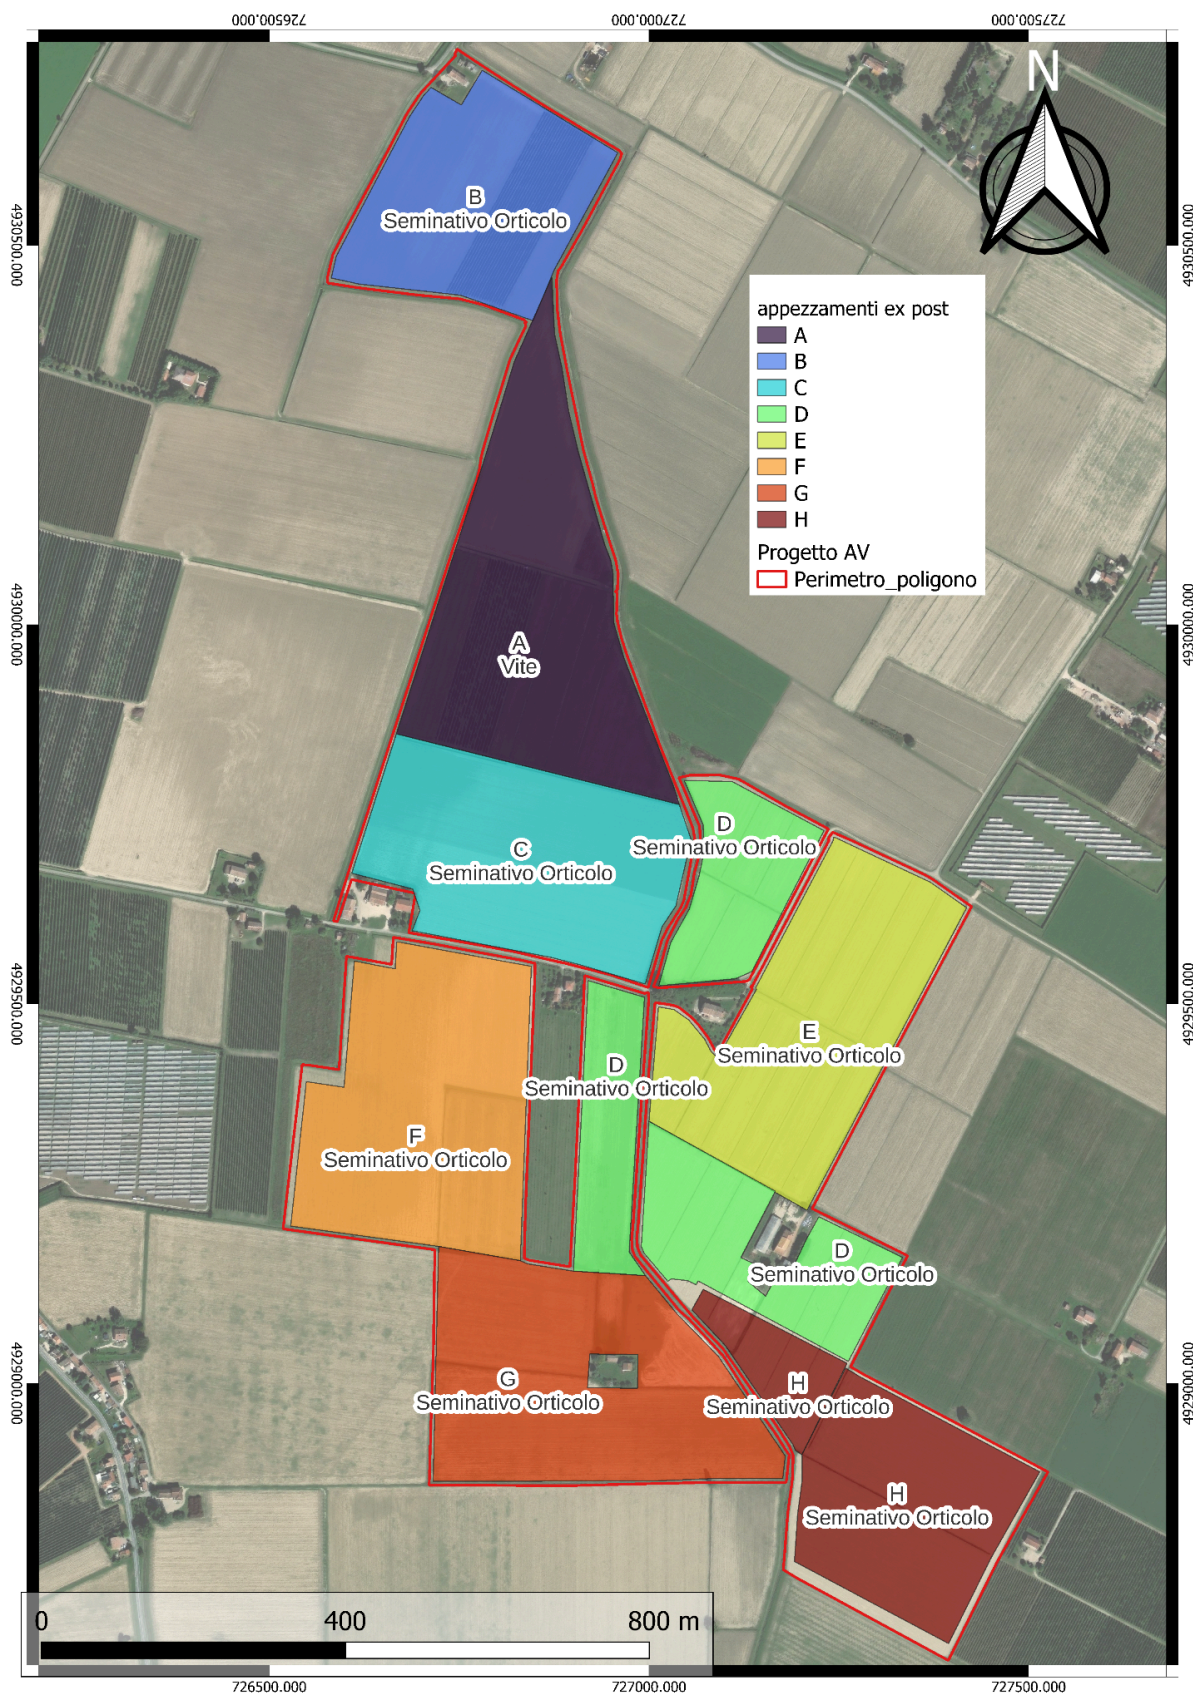 726500.000 727000.000 727500.000
N
4930500.000
4930500.000
B
Seminativo Orticolo
appezzamenti ex post
A
B
C
D
E
F
G
H
Progetto AV
Perimetro_poligono
4930000.000
4930000.000
A
Vite
D
Seminativo Orticolo
C
Seminativo Orticolo
4929500.000
4929500.000
E
Seminativo Orticolo
D
Seminativo Orticolo
F
Seminativo Orticolo
D
Seminativo Orticolo
4929000.000
4929000.000
G
Seminativo Orticolo
H
Seminativo Orticolo
H
Seminativo Orticolo
0 400 800 m
726500.000 727000.000 727500.000